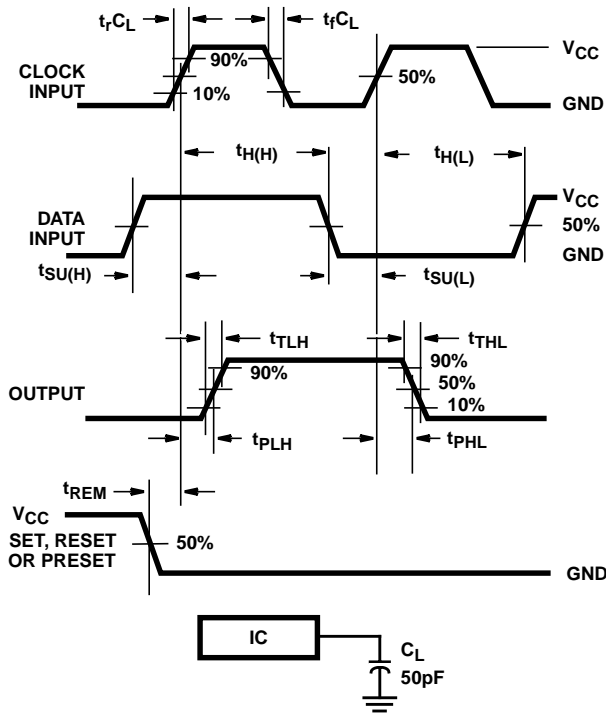 trCL tfCL
VCC
CLOCK INPUT
90%
10%
50%
GND
tH(H) tH(L)
VCC
DATA INPUT
50%
GND
tSU(H) tSU(L)
tTLH tTHL
90% 90%
OUTPUT
50%
10%
tPLH tPHL
tREM
VCC
SET, RESET
OR PRESET
50%
GND
IC
CL
50pF